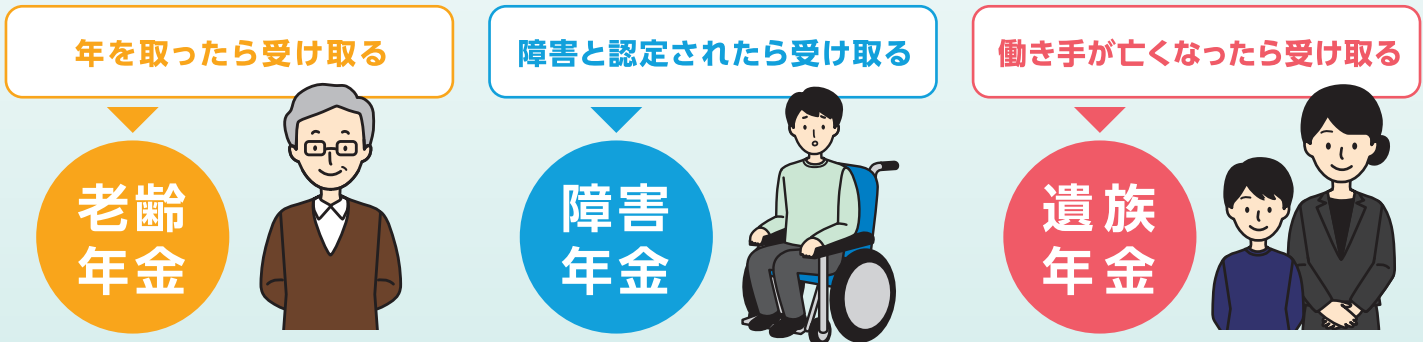 年を取ったら受け取る
老齢
年金
障害と認定されたら受け取る
障害
年金
働き手が亡くなったら受け取る
遺族
年金